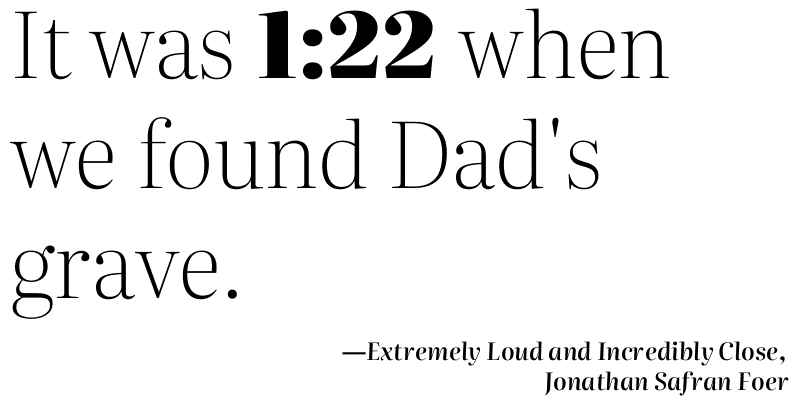 It was 1:22 when
we found Dad's
grave.
—Extremely Loud and Incredibly Close,
Jonathan Safran Foer